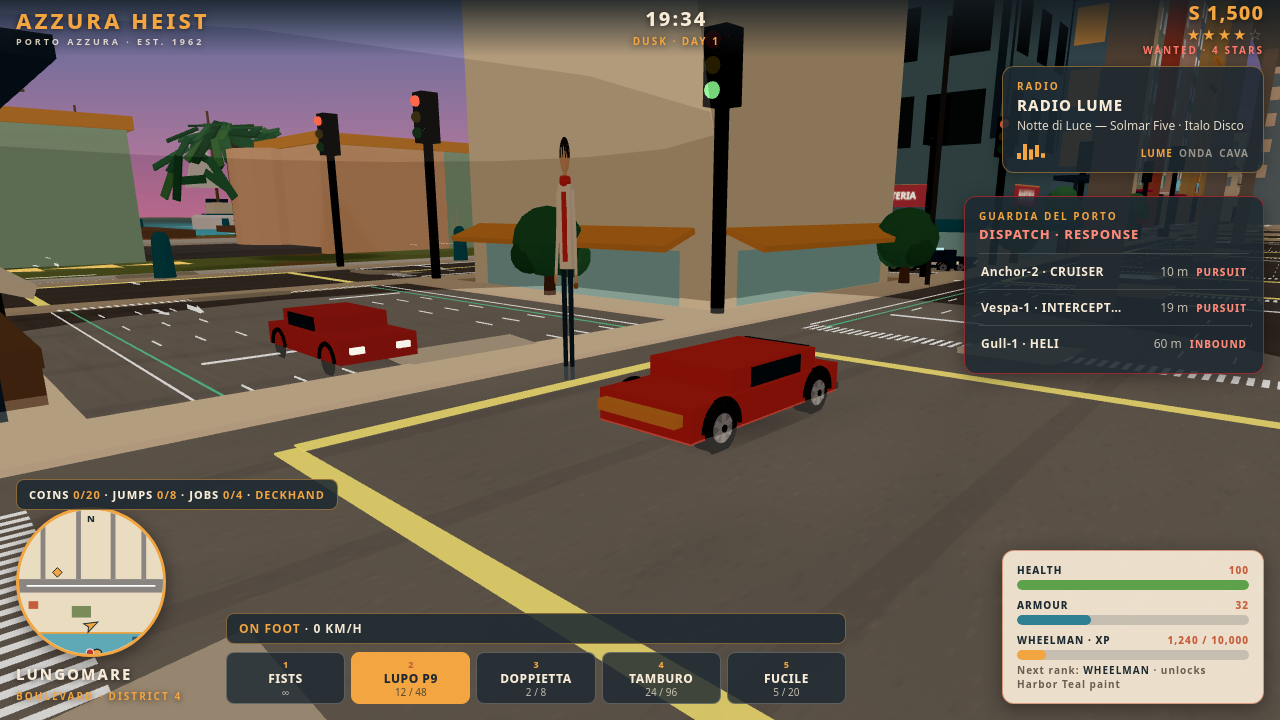 AZZURA HEIST
PORTO AZZURA · EST. 1962
19:34
DUSK · DAY 1
S 1,500
★★★★☆
WANTED · 4 STARS
RADIO
RADIO LUME
Notte di Luce — Solmar Five · Italo Disco
LUME ONDA CAVA
GUARDIA DEL PORTO
DISPATCH · RESPONSE
Anchor-2 · CRUISER 10 m PURSUIT
Vespa-1 · INTERCEPT... 19 m PURSUIT
Gull-1 · HELI 60 m INBOUND
COINS 0/20 · JUMPS 0/8 · JOBS 0/4 · DECKHAND
N
LUNGOMARE
BOULEVARD · DISTRICT 4
ON FOOT · 0 KM/H
1
FISTS
∞
2
LUPO P9
12 / 48
3
DOPPIETTA
2 / 8
4
TAMBURO
24 / 96
5
FUCILE
5 / 20
HEALTH 100
ARMOUR 32
WHEELMAN · XP 1,240 / 10,000
Next rank: WHEELMAN · unlocks
Harbor Teal paint